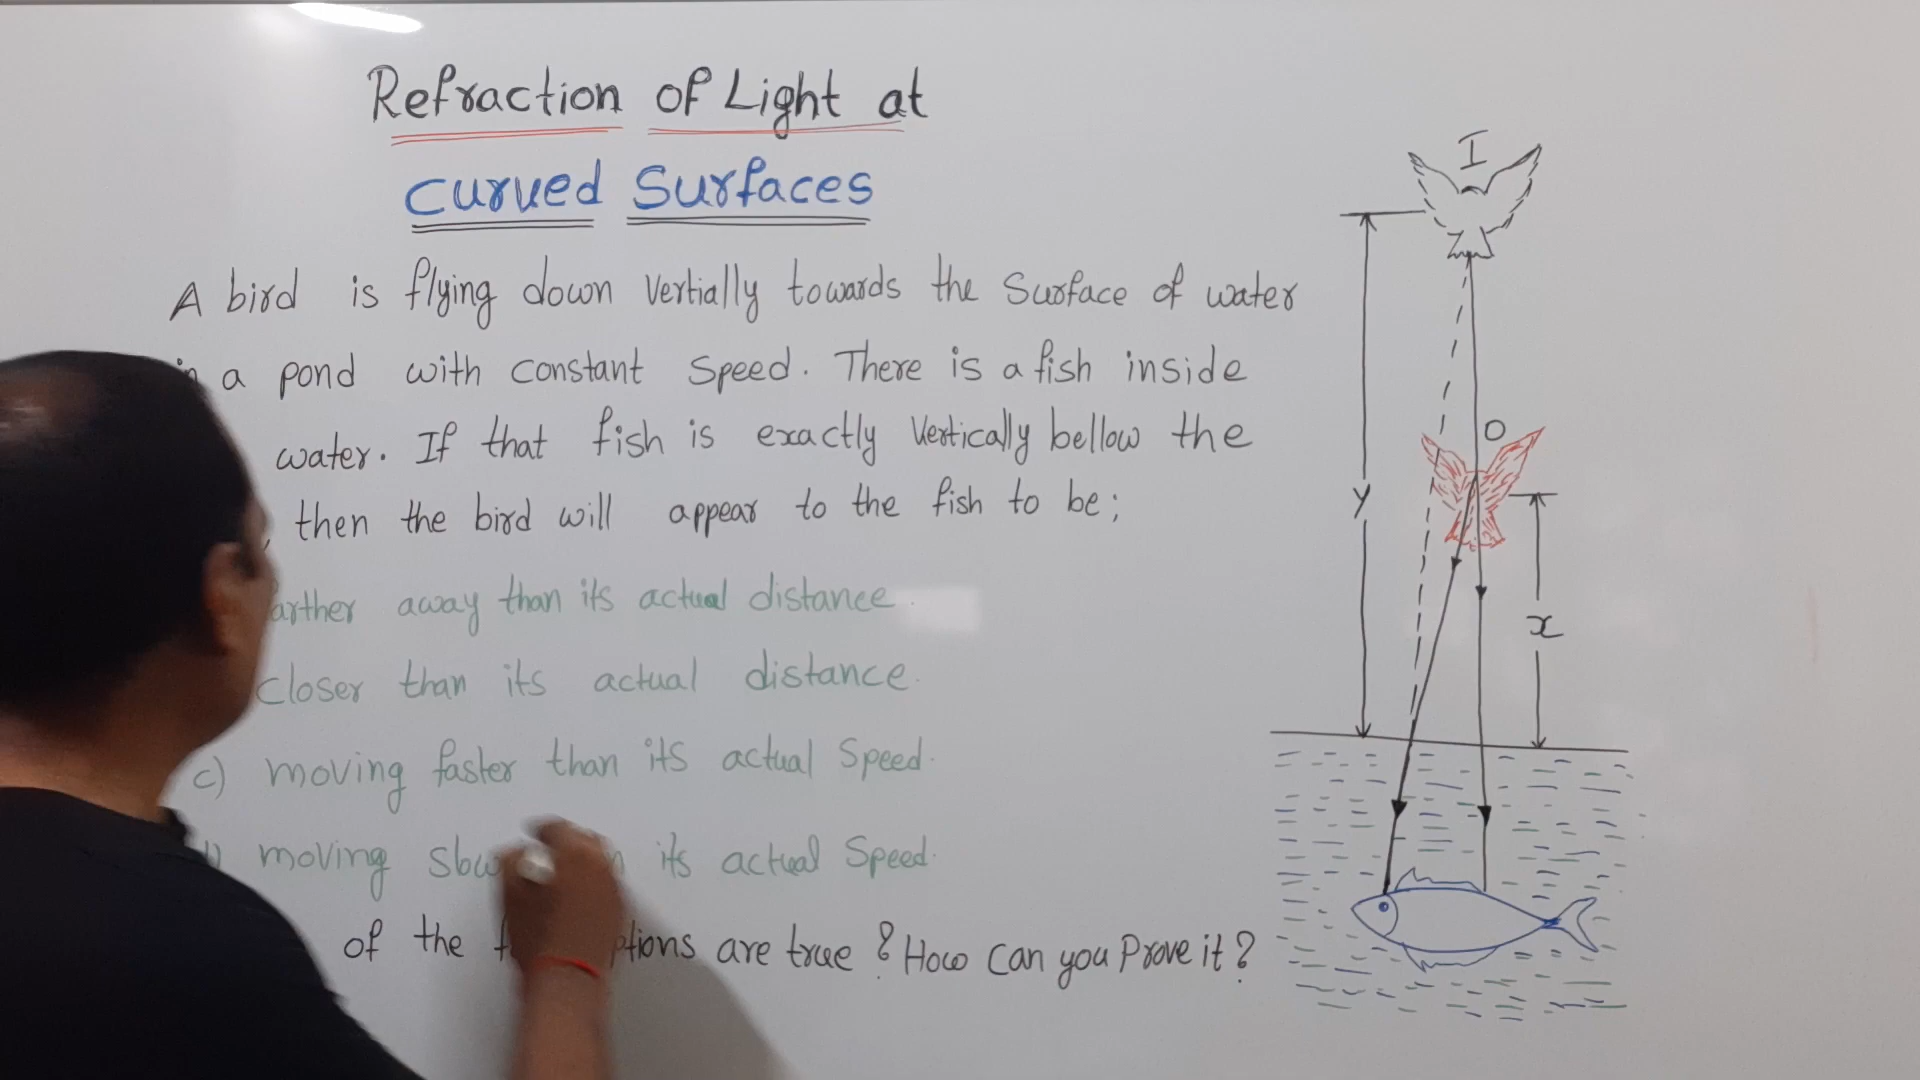 Refraction of Light at
Curved Surfaces
A bird is flying down vertially towards the surface of water
a pond with constant speed. There is a fish inside
water. If that fish is exactly vertically bellow the
, then the bird will appear to the fish to be;
arther away than its actual distance.
closer than its actual distance.
c) moving faster than its actual speed.
moving its actual speed.
of the ptions are true ? How can you prove it ?
I
O
y
x